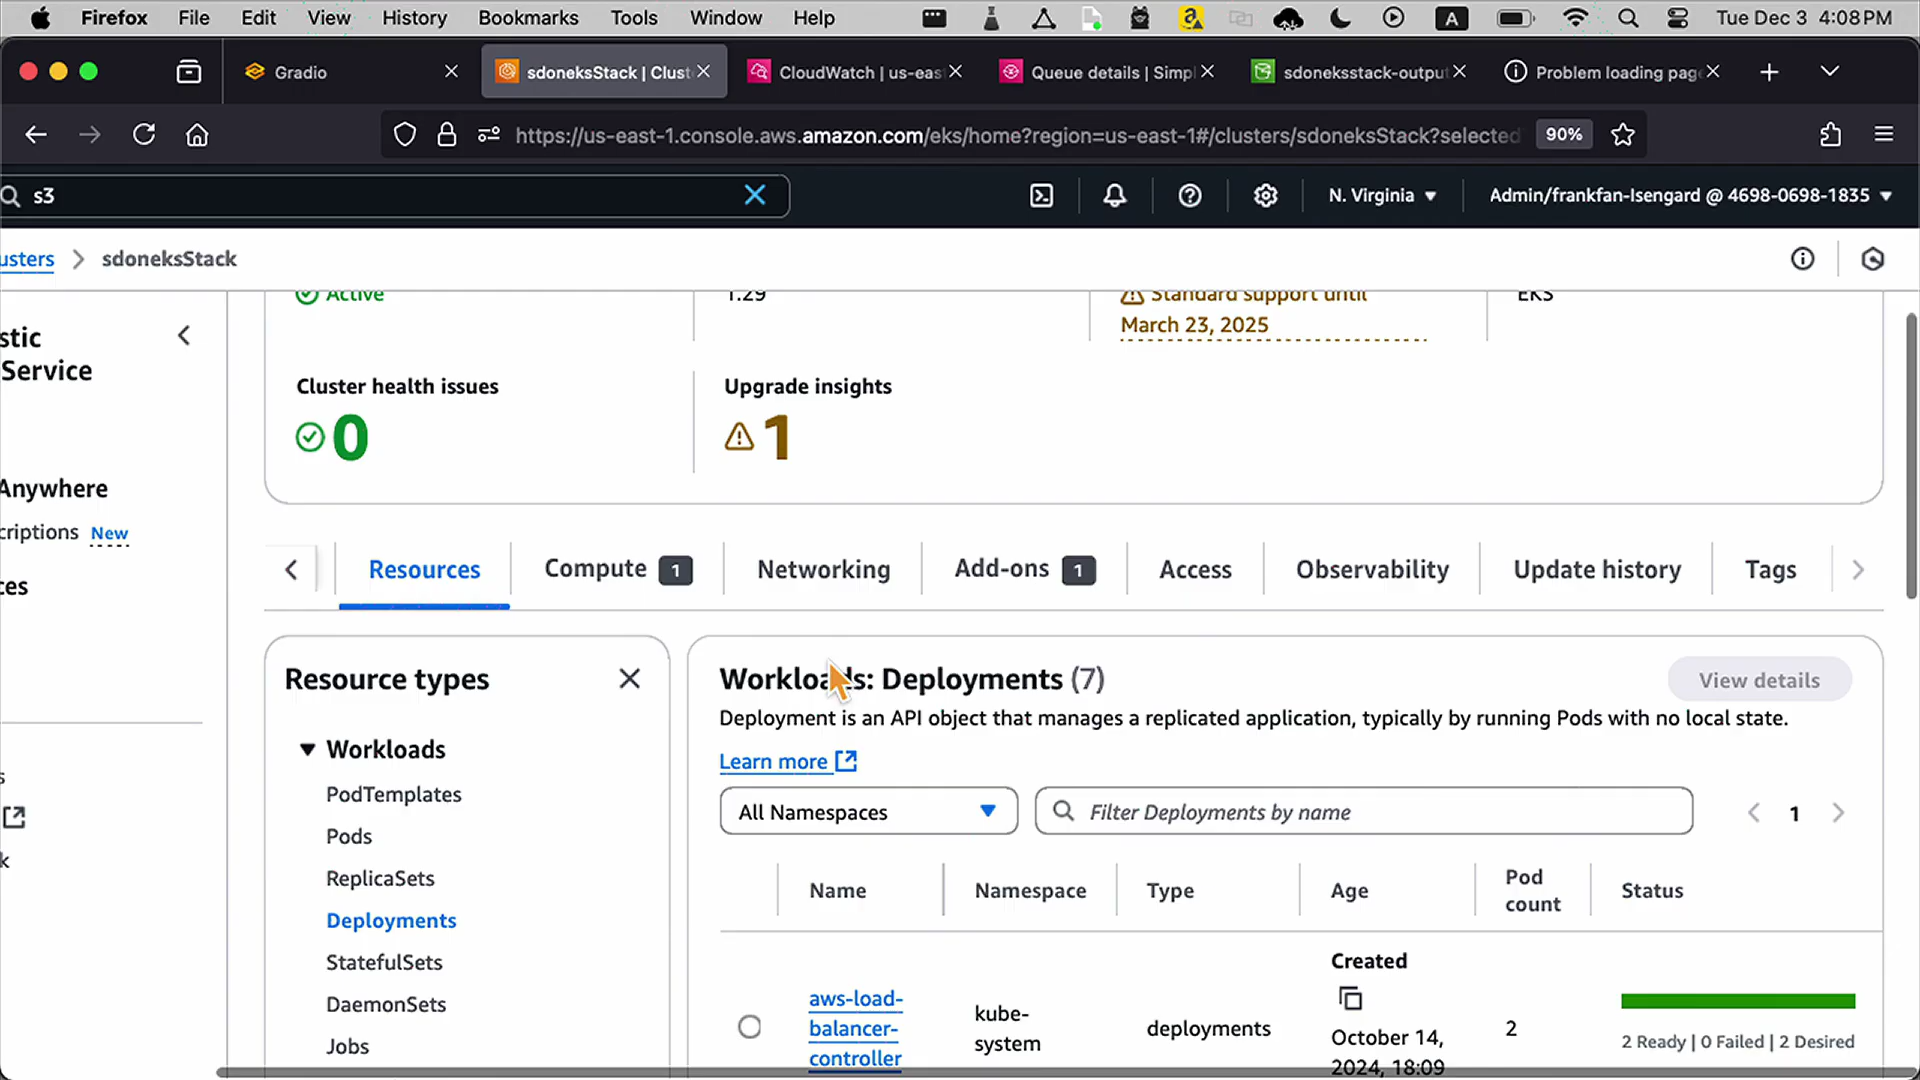 Firefox File Edit View History Bookmarks Tools Window Help A Tue Dec 3 4:08 PM
Gradio
sdoneksStack | Clust
CloudWatch | us-eas
Queue details | Simpl
sdoneksstack-output
Problem loading pag
https://us-east-1.console.aws.amazon.com/eks/home?region=us-east-1#/clusters/sdoneksStack?selected
90%
s3
N. Virginia
Admin/frankfan-Isengard @ 4698-0698-1835
usters
sdoneksStack
stic
Service
Anywhere
criptions New
ces
s
k
Active
1.29
Standard support until
March 23, 2025
EKS
Cluster health issues
0
Upgrade insights
1
Resources
Compute 1
Networking
Add-ons 1
Access
Observability
Update history
Tags
Resource types
Workloads
PodTemplates
Pods
ReplicaSets
Deployments
StatefulSets
DaemonSets
Jobs
Workloads: Deployments (7)
View details
Deployment is an API object that manages a replicated application, typically by running Pods with no local state.
Learn more
All Namespaces
Filter Deployments by name
1
Name
Namespace
Type
Age
Pod
count
Status
aws-load-
balancer-
controller
kube-
system
deployments
Created
October 14,
2024, 18:09
2
2 Ready | 0 Failed | 2 Desired